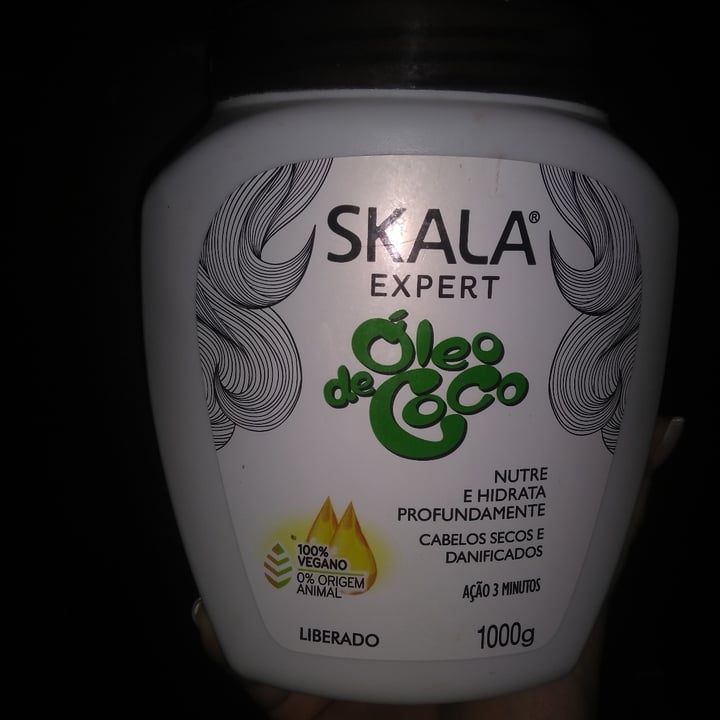 SKALA®
EXPERT
Óleo
de Coco
NUTRE
E HIDRATA
PROFUNDAMENTE
CABELOS SECOS E
DANIFICADOS
AÇÃO 3 MINUTOS
100%
VEGANO
0% ORIGEM
ANIMAL
LIBERADO
1000g